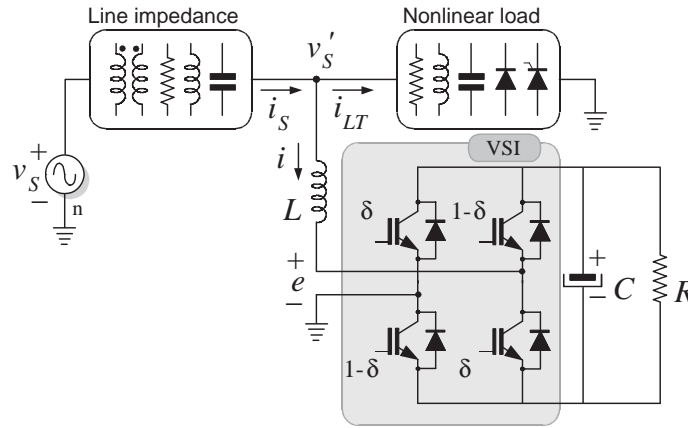 Line impedance
Nonlinear load
v_S'
i_S
i_LT
v_S
+
−
n
i
L
VSI
δ
1-δ
+
e
−
+
−
C
R
1-δ
δ